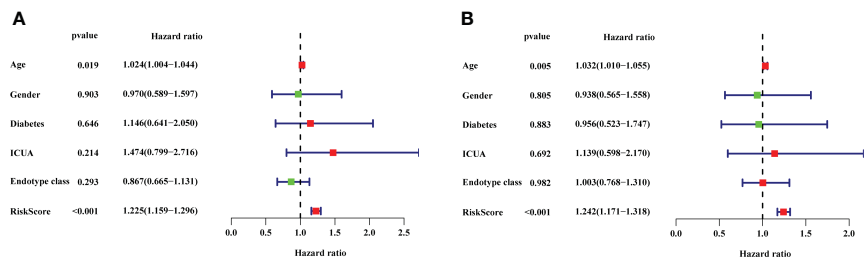 A
pvalue Hazard ratio
Age 0.019 1.024(1.004−1.044)
Gender 0.903 0.970(0.589−1.597)
Diabetes 0.646 1.146(0.641−2.050)
ICUA 0.214 1.474(0.799−2.716)
Endotype class 0.293 0.867(0.665−1.131)
RiskScore <0.001 1.225(1.159−1.296)
0.0 0.5 1.0 1.5 2.0 2.5
Hazard ratio
B
pvalue Hazard ratio
Age 0.005 1.032(1.010−1.055)
Gender 0.805 0.938(0.565−1.558)
Diabetes 0.883 0.956(0.523−1.747)
ICUA 0.692 1.139(0.598−2.170)
Endotype class 0.982 1.003(0.768−1.310)
RiskScore <0.001 1.242(1.171−1.318)
0.0 0.5 1.0 1.5 2.0
Hazard ratio